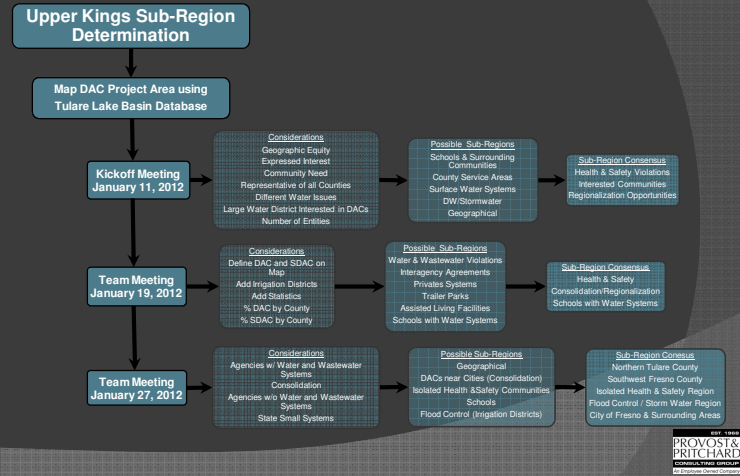 Upper Kings Sub-Region
Determination
Map DAC Project Area using
Tulare Lake Basin Database
Kickoff Meeting
January 11, 2012
Considerations
Geographic Equity
Expressed Interest
Community Need
Representative of all Counties
Different Water Issues
Large Water District Interested in DACs
Number of Entities
Possible Sub-Regions
Schools & Surrounding
Communities
County Service Areas
Surface Water Systems
DW/Stormwater
Geographical
Sub-Region Consensus
Health & Safety Violations
Interested Communities
Regionalization Opportunities
Team Meeting
January 19, 2012
Considerations
Define DAC and SDAC on
Map
Add Irrigation Districts
Add Statistics
% DAC by County
% SDAC by County
Possible Sub-Regions
Water & Wastewater Violations
Interagency Agreements
Privates Systems
Trailer Parks
Assisted Living Facilities
Schools with Water Systems
Sub-Region Consensus
Health & Safety
Consolidation/Regionalization
Schools with Water Systems
Team Meeting
January 27, 2012
Considerations
Agencies w/ Water and Wastewater
Systems
Consolidation
Agencies w/o Water and Wastewater
Systems
State Small Systems
Possible Sub-Regions
Geographical
DACs near Cities (Consolidation)
Isolated Health &Safety Communities
Schools
Flood Control (Irrigation Districts)
Sub-Region Conesus
Northern Tulare County
Southwest Fresno County
Isolated Health & Safety Region
Flood Control / Storm Water Region
City of Fresno & Surrounding Areas
EST. 1968
PROVOST&
PRITCHARD
CONSULTING GROUP
An Employee Owned Company